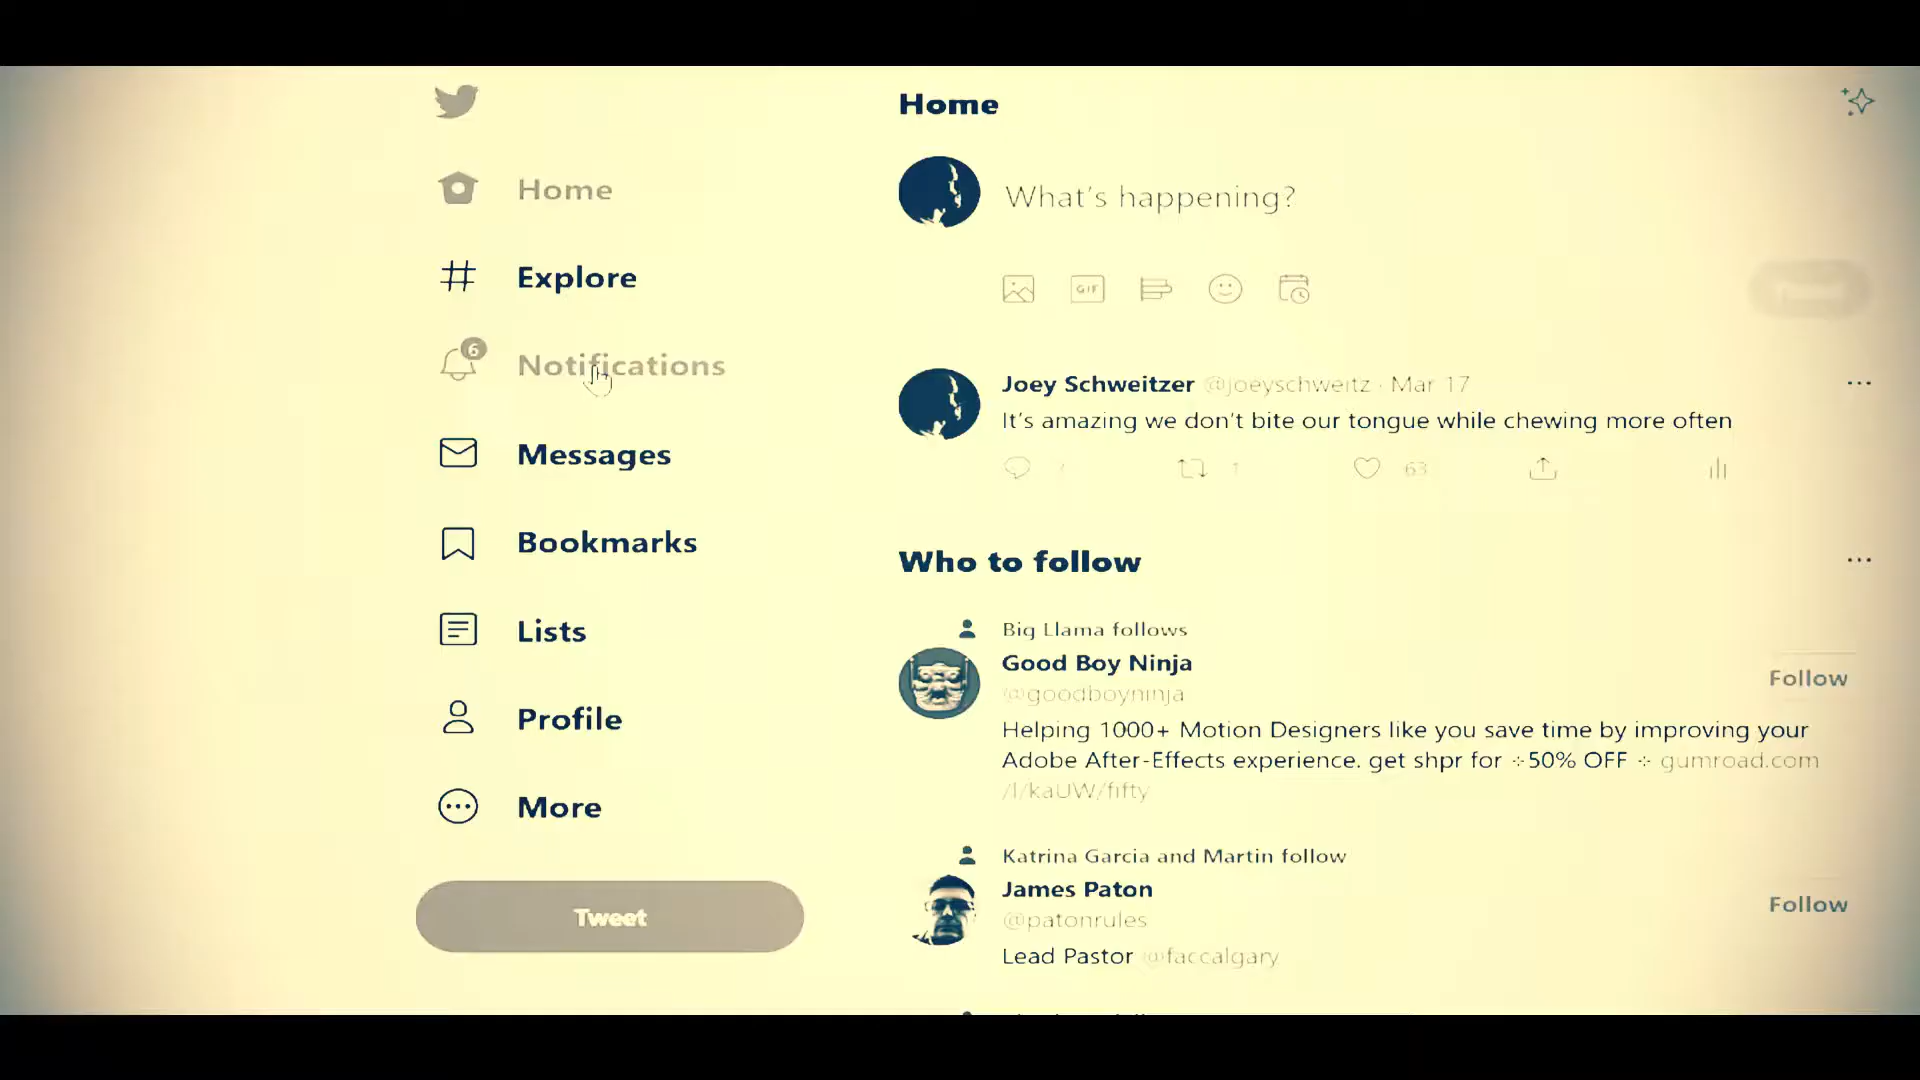 Home
Explore
6
Notifications
Messages
Bookmarks
Lists
Profile
More
Tweet
Home
What's happening?
GIF
Joey Schweitzer @joeyschweitz · Mar 17
It's amazing we don't bite our tongue while chewing more often
1 63
Who to follow
Big Llama follows
Good Boy Ninja
@goodboyninja
Follow
Helping 1000+ Motion Designers like you save time by improving your
Adobe After-Effects experience. get shpr for 50% OFF gumroad.com
/l/kaUW/fifty
Katrina Garcia and Martin follow
James Paton
@patonrules
Follow
Lead Pastor @faccalgary